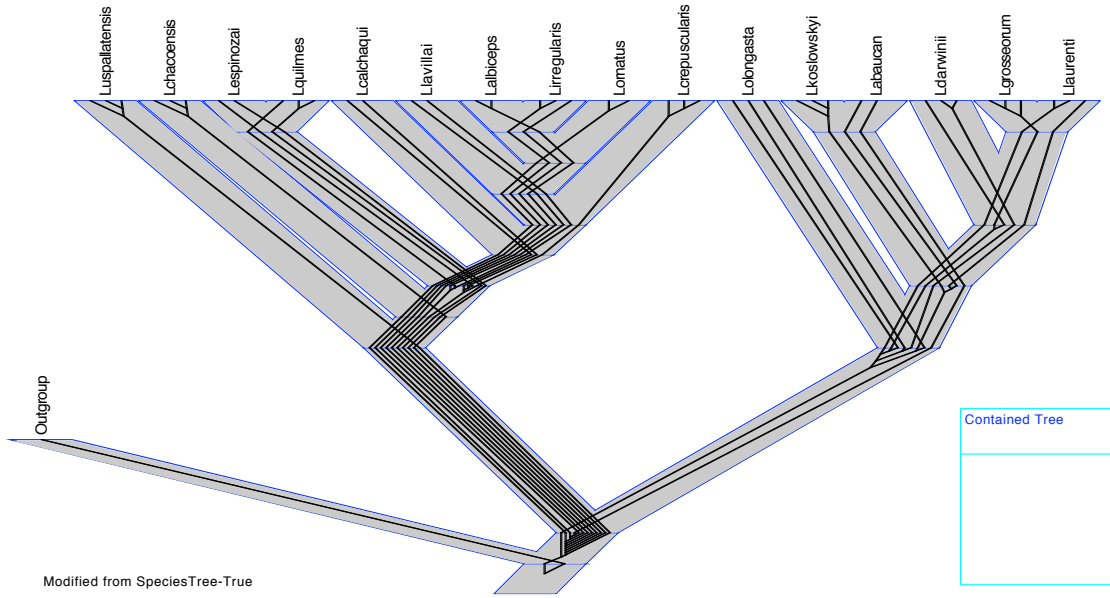 Luspallatensis
Lchacoensis
Lespinozai
Lquilmes
Lcalchaqui
Llavillai
Lalbiceps
Lirregularis
Lomatus
Lcrepuscularis
Lolongasta
Lkoslowskyi
Labaucan
Ldarwinii
Lgrosseorum
Llaurenti
Outgroup
Contained Tree
Modified from SpeciesTree-True